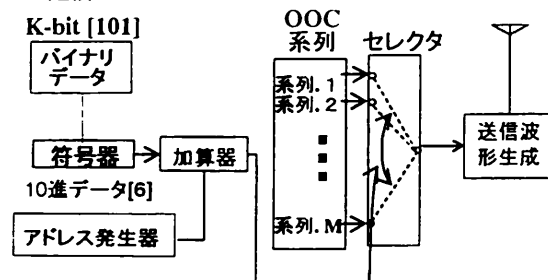 K-bit [101]
バイナリ
データ
符号器
10進データ[6]
加算器
アドレス発生器
OOC
系列
系列. 1
系列. 2
系列. M
セレクタ
送信波
形生成